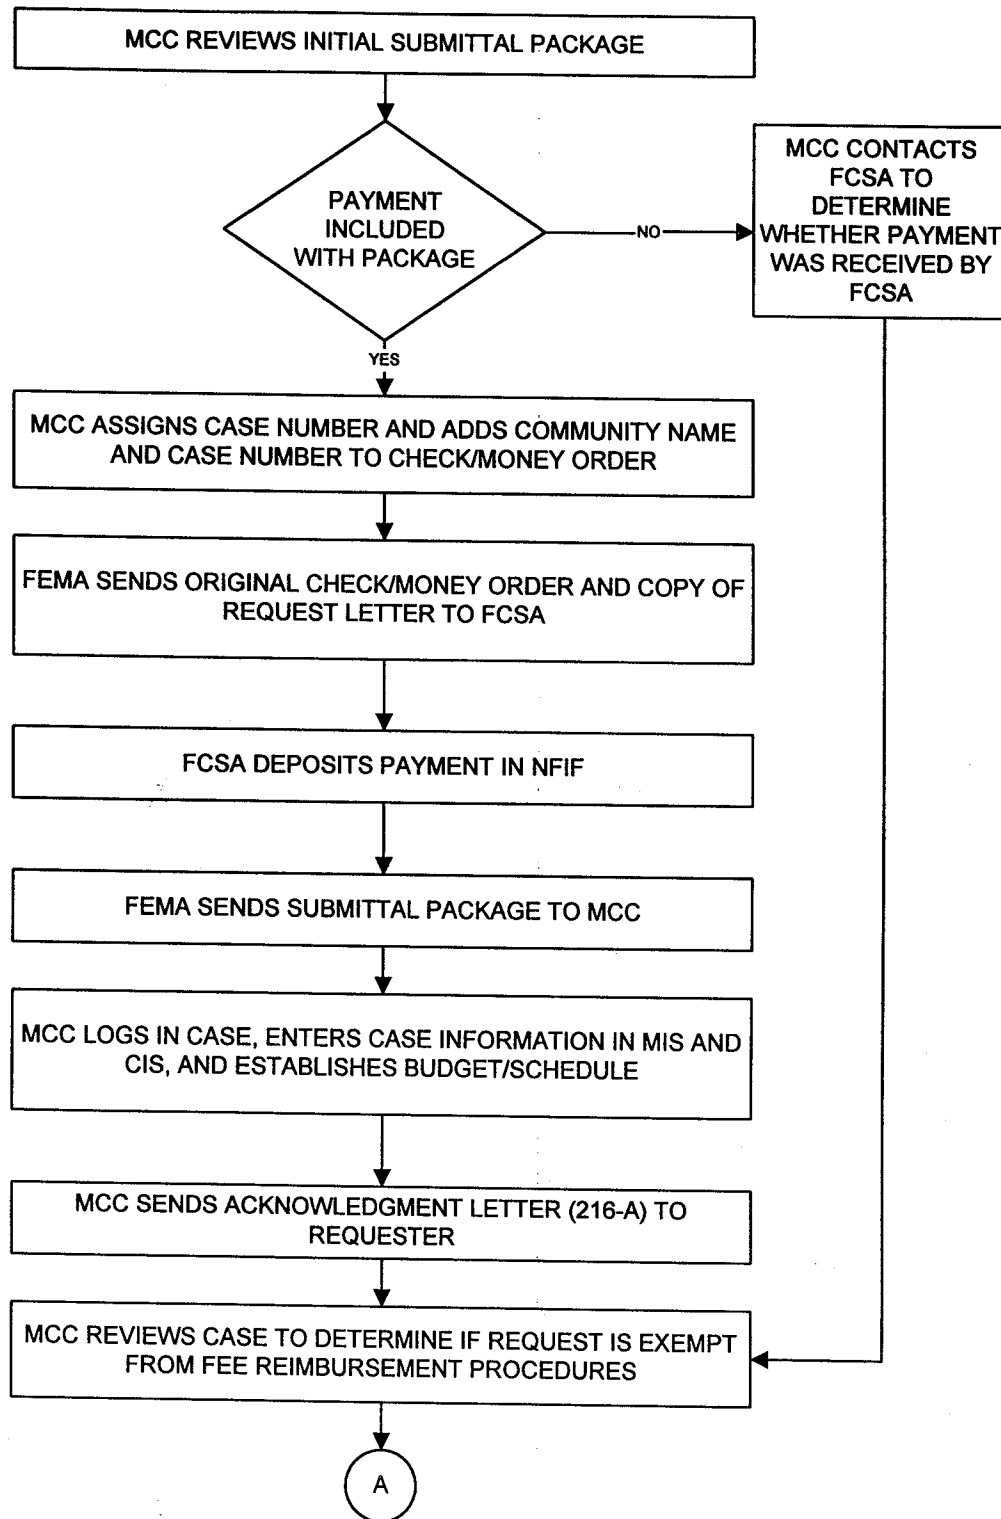 MCC REVIEWS INITIAL SUBMITTAL PACKAGE
PAYMENT
INCLUDED
WITH PACKAGE
NO
MCC CONTACTS
FCSA TO
DETERMINE
WHETHER PAYMENT
WAS RECEIVED BY
FCSA
YES
MCC ASSIGNS CASE NUMBER AND ADDS COMMUNITY NAME
AND CASE NUMBER TO CHECK/MONEY ORDER
FEMA SENDS ORIGINAL CHECK/MONEY ORDER AND COPY OF
REQUEST LETTER TO FCSA
FCSA DEPOSITS PAYMENT IN NFIF
FEMA SENDS SUBMITTAL PACKAGE TO MCC
MCC LOGS IN CASE, ENTERS CASE INFORMATION IN MIS AND
CIS, AND ESTABLISHES BUDGET/SCHEDULE
MCC SENDS ACKNOWLEDGMENT LETTER (216-A) TO
REQUESTER
MCC REVIEWS CASE TO DETERMINE IF REQUEST IS EXEMPT
FROM FEE REIMBURSEMENT PROCEDURES
A